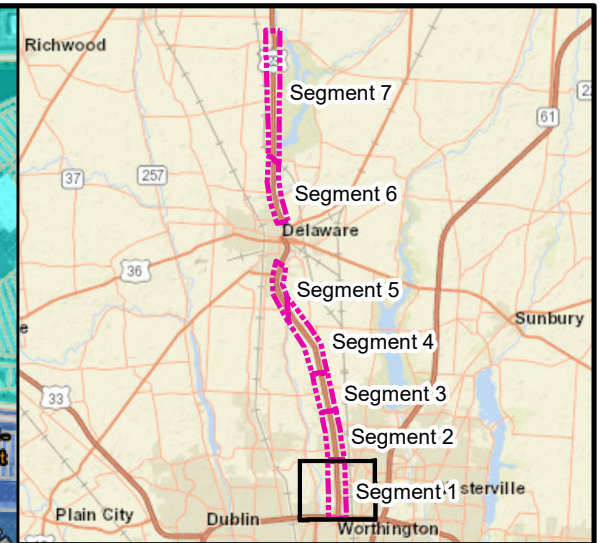 Richwood
Segment 7
61
37
257
Segment 6
Delaware
36
Segment 5
Sunbury
Segment 4
33
Segment 3
Segment 2
Segment 1
sterville
Plain City
Dublin
Worthington